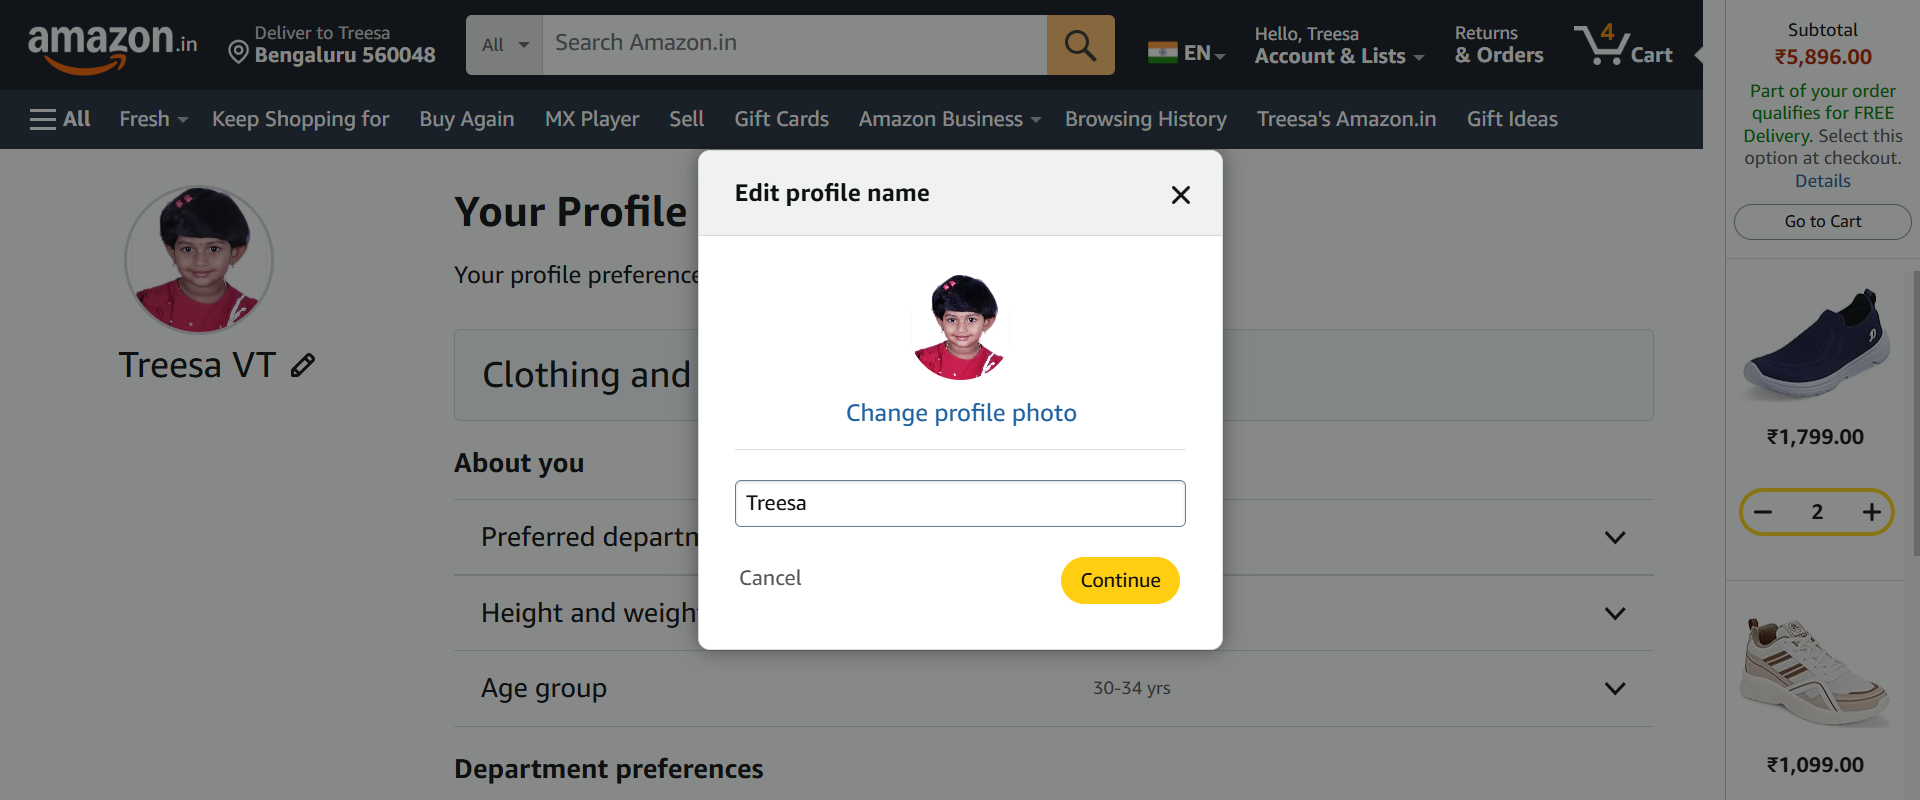 amazon.in
Deliver to Treesa
Bengaluru 560048
All
Search Amazon.in
EN
Hello, Treesa
Account & Lists
Returns
& Orders
4
Cart
All
Fresh
Keep Shopping for
Buy Again
MX Player
Sell
Gift Cards
Amazon Business
Browsing History
Treesa's Amazon.in
Gift Ideas
Treesa VT
Your Profile
Your profile preference
Clothing and
About you
Preferred departm
Height and weigh
Age group
30-34 yrs
Department preferences
Edit profile name
Change profile photo
Treesa
Cancel
Continue
Subtotal
₹5,896.00
Part of your order
qualifies for FREE
Delivery. Select this
option at checkout.
Details
Go to Cart
₹1,799.00
2
₹1,099.00